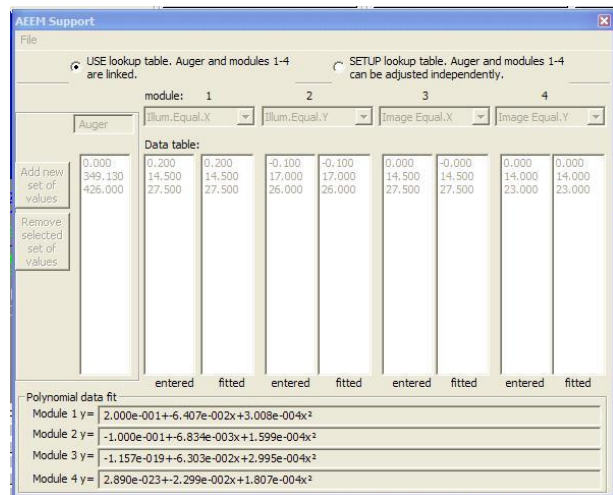 AEEM Support
File
USE lookup table. Auger and modules 1-4 are linked.
SETUP lookup table. Auger and modules 1-4 can be adjusted independently.
module: 1 2 3 4
Auger Illum.Equal.X Illum.Equal.Y Image Equal.X Image Equal.Y
Data table:
Add new set of values
Remove selected set of values
0.000 0.200 0.200 -0.100 -0.100 0.000 -0.000 0.000 0.000
349.130 14.500 14.500 17.000 17.000 14.500 14.500 14.000 14.000
426.000 27.500 27.500 26.000 26.000 27.500 27.500 23.000 23.000
entered fitted entered fitted entered fitted entered fitted
Polynomial data fit
Module 1 y= 2.000e-001+-6.407e-002x+3.008e-004x²
Module 2 y= -1.000e-001+-6.834e-003x+1.599e-004x²
Module 3 y= -1.157e-019+-6.303e-002x+2.995e-004x²
Module 4 y= 2.890e-023+-2.299e-002x+1.807e-004x²